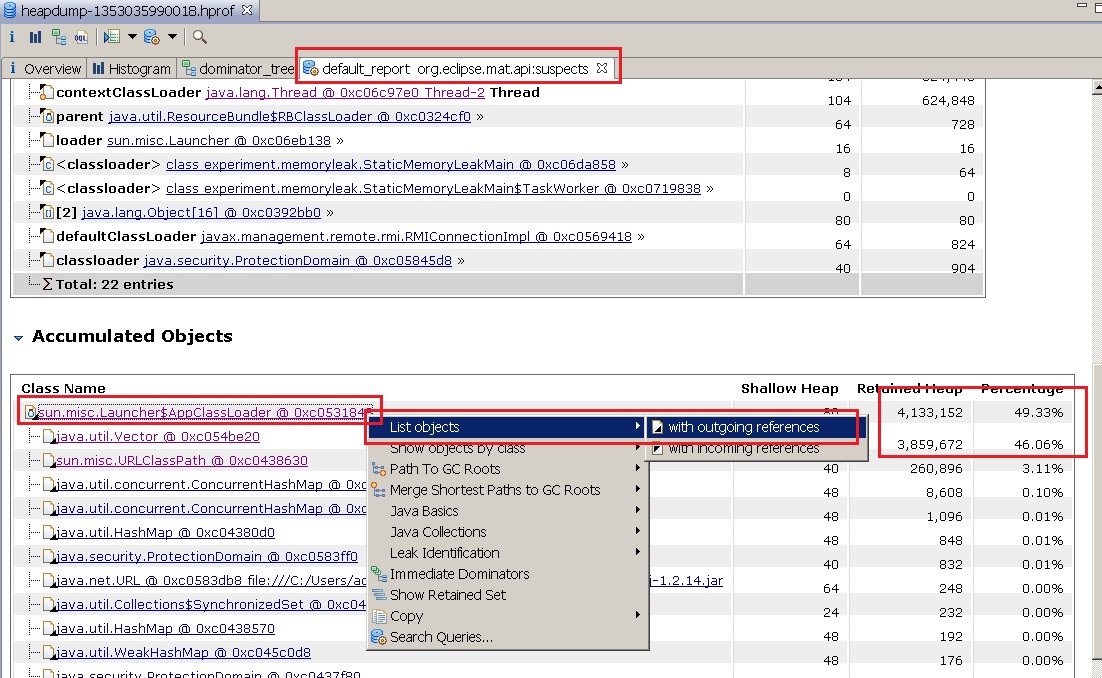 heapdump-1353035990018.hprof
i Overview Histogram dominator_tree default_report org.eclipse.mat.api:suspects
contextClassLoader java.lang.Thread @ 0xc06c97e0 Thread-2 Thread 104 624,848
parent java.util.ResourceBundle$RBClassLoader @ 0xc0324cf0 » 64 728
loader sun.misc.Launcher @ 0xc06eb138 » 16 16
<classloader> class experiment.memoryleak.StaticMemoryLeakMain @ 0xc06da858 » 8 64
<classloader> class experiment.memoryleak.StaticMemoryLeakMain$TaskWorker @ 0xc0719838 » 0 0
[2] java.lang.Object[16] @ 0xc0392bb0 » 80 80
defaultClassLoader javax.management.remote.rmi.RMIConnectionImpl @ 0xc0569418 » 64 824
classloader java.security.ProtectionDomain @ 0xc05845d8 » 40 904
Σ Total: 22 entries
Accumulated Objects
Class Name Shallow Heap Retained Heap Percentage
sun.misc.Launcher$AppClassLoader @ 0xc053184 80 4,133,152 49.33%
java.util.Vector @ 0xc054be20 3,859,672 46.06%
sun.misc.URLClassPath @ 0xc0438630 40 260,896 3.11%
java.util.concurrent.ConcurrentHashMap @ 0xc0 48 8,608 0.10%
java.util.concurrent.ConcurrentHashMap @ 0xc0 48 1,096 0.01%
java.util.HashMap @ 0xc04380d0 48 848 0.01%
java.security.ProtectionDomain @ 0xc0583ff0 40 832 0.01%
java.net.URL @ 0xc0583db8 file:///C:/Users/ac j-1.2.14.jar 64 248 0.00%
java.util.Collections$SynchronizedSet @ 0xc04 24 232 0.00%
java.util.HashMap @ 0xc0438570 48 192 0.00%
java.util.WeakHashMap @ 0xc045c0d8 48 176 0.00%
java.security.ProtectionDomain @ 0xc0437f80
List objects
Show objects by class
Path To GC Roots
Merge Shortest Paths to GC Roots
Java Basics
Java Collections
Leak Identification
Immediate Dominators
Show Retained Set
Copy
Search Queries...
with outgoing references
with incoming references